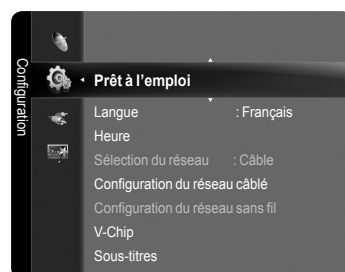 Configuration
Prêt à l’emploi
Langue : Français
Heure
Sélection du réseau : Câble
Configuration du réseau câblé
Configuration du réseau sans fil
V-Chip
Sous-titres